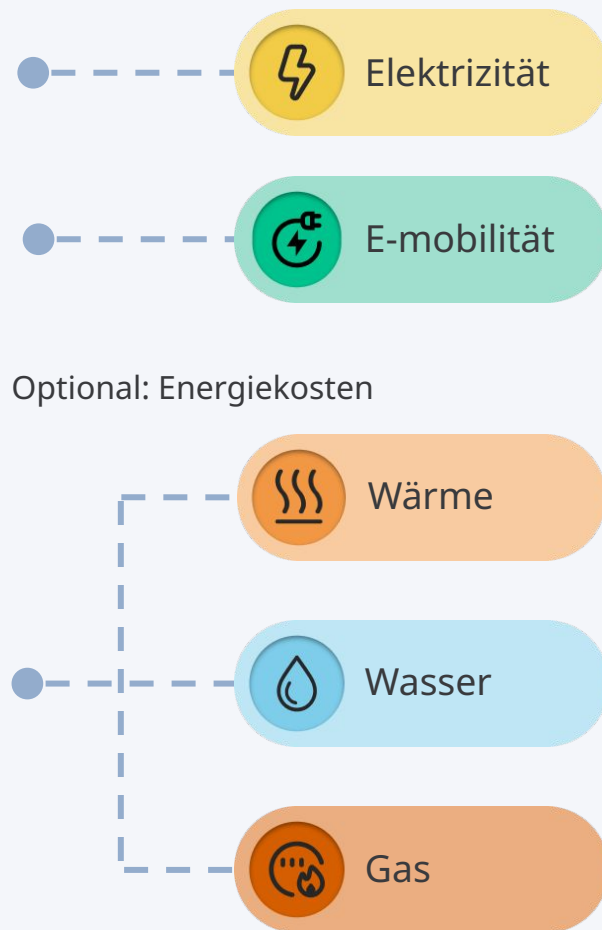 Elektrizität
E-mobilität
Optional: Energiekosten
Wärme
Wasser
Gas